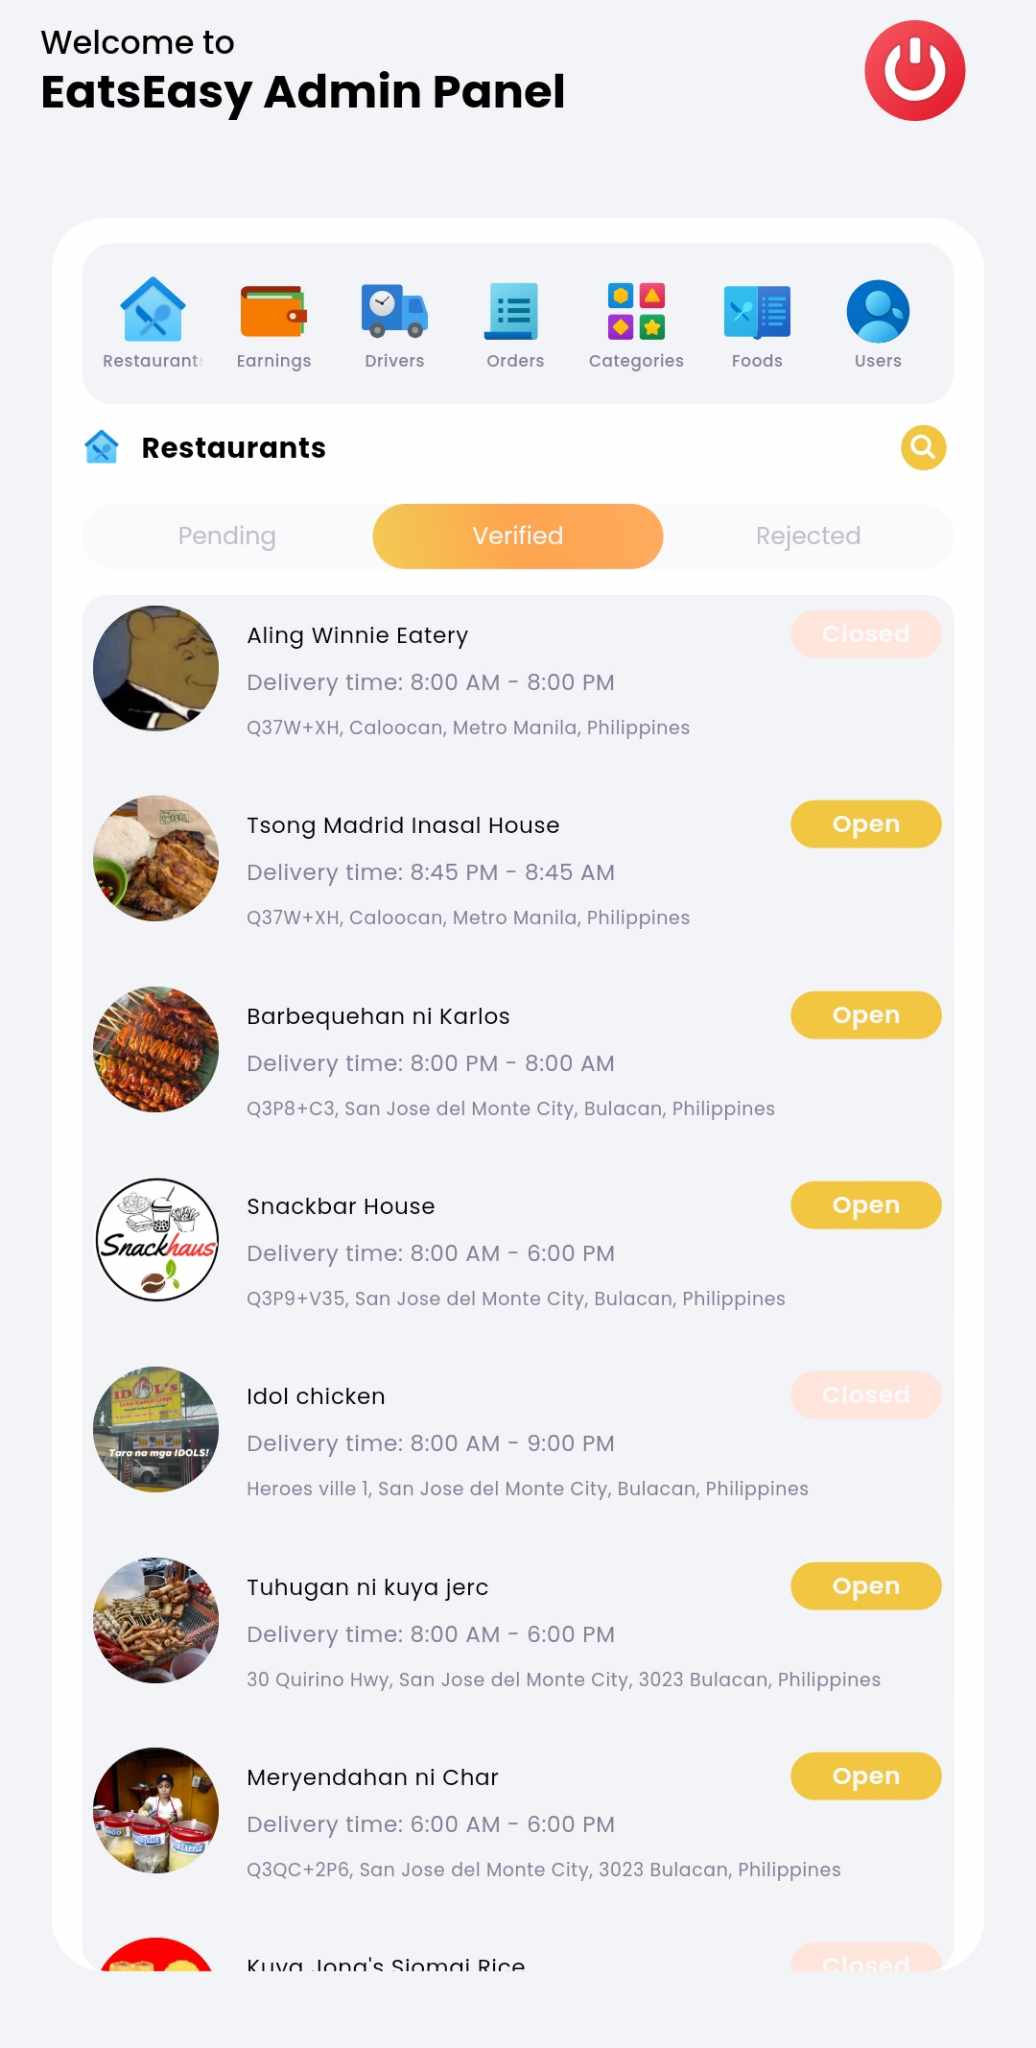 Welcome to
EatsEasy Admin Panel
Restaurant
Earnings
Drivers
Orders
Categories
Foods
Users
Restaurants
Pending
Verified
Rejected
Aling Winnie Eatery
Closed
Delivery time: 8:00 AM - 8:00 PM
Q37W+XH, Caloocan, Metro Manila, Philippines
Tsong Madrid Inasal House
Open
Delivery time: 8:45 PM - 8:45 AM
Q37W+XH, Caloocan, Metro Manila, Philippines
Barbequehan ni Karlos
Open
Delivery time: 8:00 PM - 8:00 AM
Q3P8+C3, San Jose del Monte City, Bulacan, Philippines
Snackhaus
Snackbar House
Open
Delivery time: 8:00 AM - 6:00 PM
Q3P9+V35, San Jose del Monte City, Bulacan, Philippines
IDOL's
Tara na mga IDOLS!
Idol chicken
Closed
Delivery time: 8:00 AM - 9:00 PM
Heroes ville 1, San Jose del Monte City, Bulacan, Philippines
Tuhugan ni kuya jerc
Open
Delivery time: 8:00 AM - 6:00 PM
30 Quirino Hwy, San Jose del Monte City, 3023 Bulacan, Philippines
Meryendahan ni Char
Open
Delivery time: 6:00 AM - 6:00 PM
Q3QC+2P6, San Jose del Monte City, 3023 Bulacan, Philippines
Kuya Jong's Siomai Rice
Closed